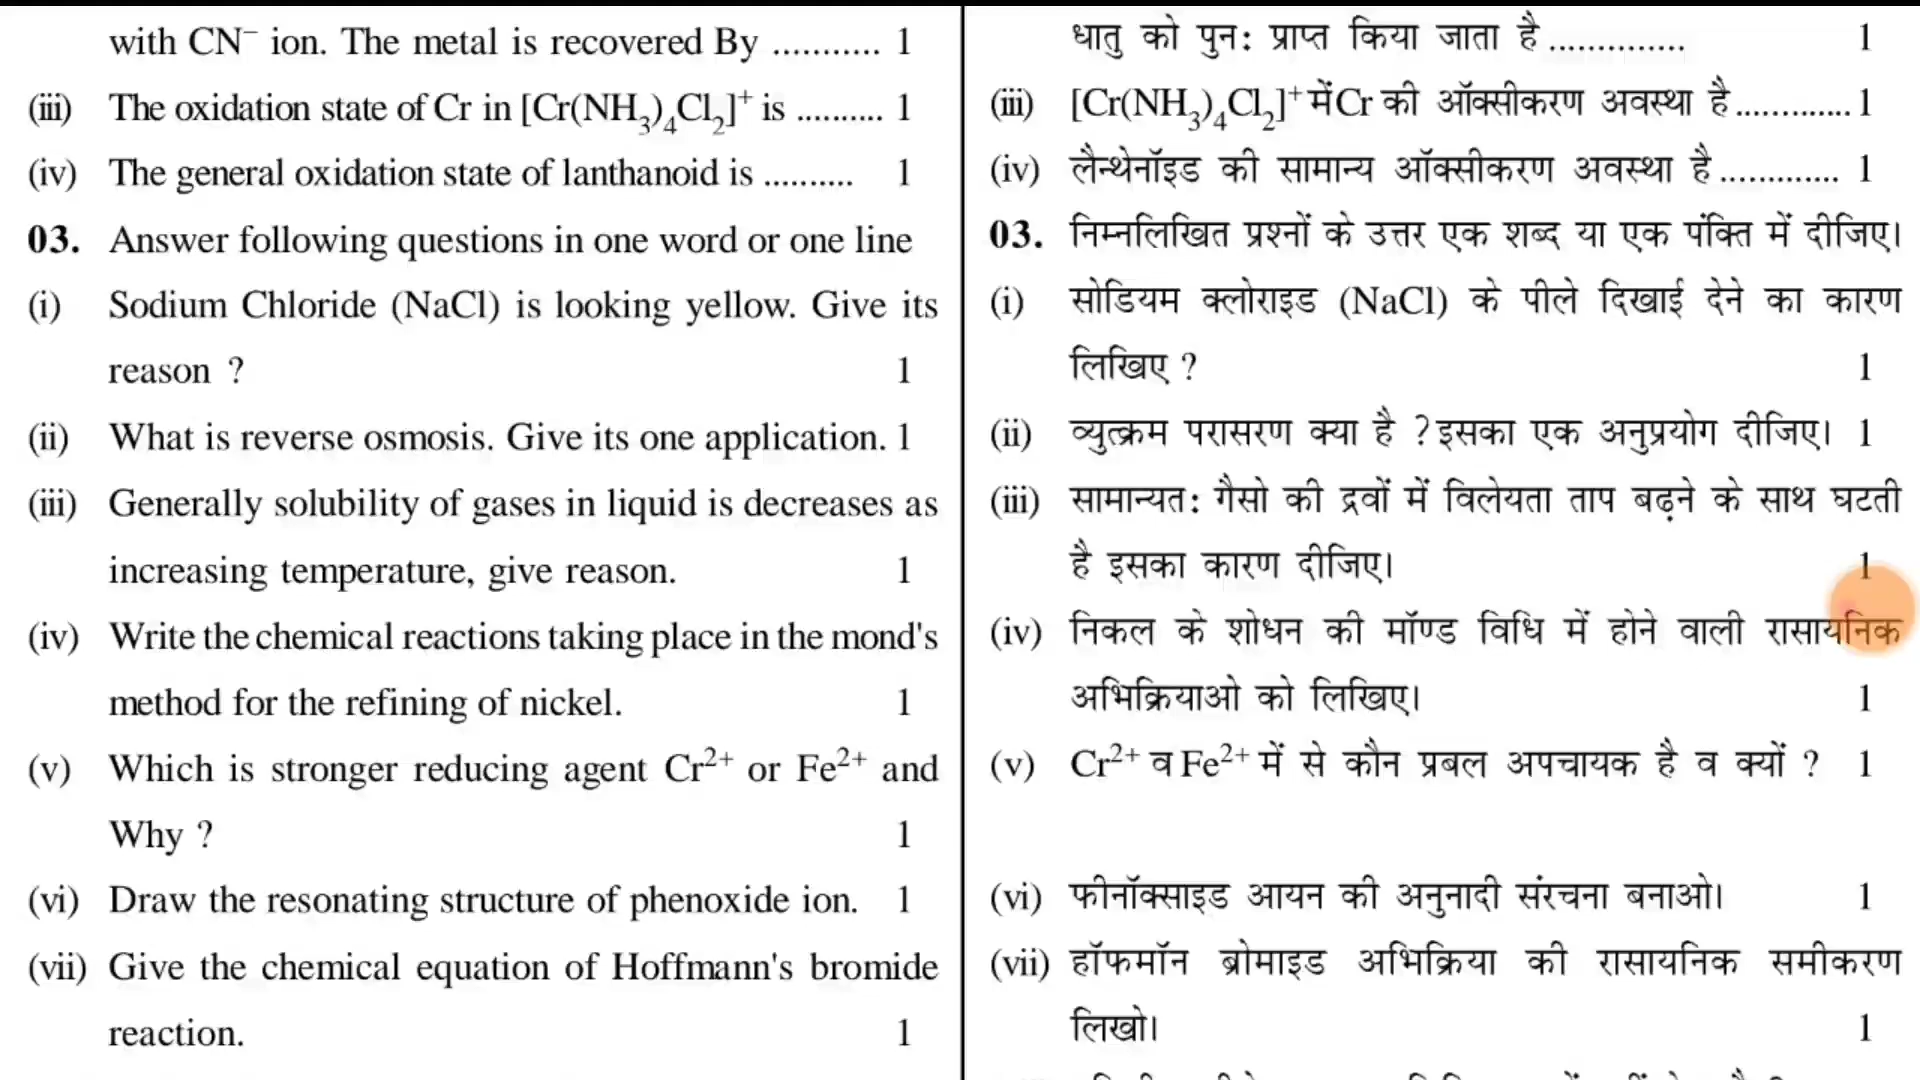 with CN⁻ ion. The metal is recovered By ........... 1
(iii) The oxidation state of Cr in [Cr(NH₃)₄Cl₂]⁺ is .......... 1
(iv) The general oxidation state of lanthanoid is .......... 1
03. Answer following questions in one word or one line
(i) Sodium Chloride (NaCl) is looking yellow. Give its
reason ? 1
(ii) What is reverse osmosis. Give its one application. 1
(iii) Generally solubility of gases in liquid is decreases as
increasing temperature, give reason. 1
(iv) Write the chemical reactions taking place in the mond's
method for the refining of nickel. 1
(v) Which is stronger reducing agent Cr²⁺ or Fe²⁺ and
Why ? 1
(vi) Draw the resonating structure of phenoxide ion. 1
(vii) Give the chemical equation of Hoffmann's bromide
reaction. 1
धातु को पुनः प्राप्त किया जाता है .............. 1
(iii) [Cr(NH₃)₄Cl₂]⁺ में Cr की ऑक्सीकरण अवस्था है ............. 1
(iv) लैन्थेनॉइड की सामान्य ऑक्सीकरण अवस्था है ............. 1
03. निम्नलिखित प्रश्नों के उत्तर एक शब्द या एक पंक्ति में दीजिए।
(i) सोडियम क्लोराइड (NaCl) के पीले दिखाई देने का कारण
लिखिए ? 1
(ii) व्युत्क्रम परासरण क्या है ? इसका एक अनुप्रयोग दीजिए। 1
(iii) सामान्यतः गैसो की द्रवों में विलेयता ताप बढ़ने के साथ घटती
है इसका कारण दीजिए। 1
(iv) निकल के शोधन की मॉण्ड विधि में होने वाली रासायनिक
अभिक्रियाओ को लिखिए। 1
(v) Cr²⁺ व Fe²⁺ में से कौन प्रबल अपचायक है व क्यों ? 1
(vi) फीनॉक्साइड आयन की अनुनादी संरचना बनाओ। 1
(vii) हॉफमॉन ब्रोमाइड अभिक्रिया की रासायनिक समीकरण
लिखो। 1